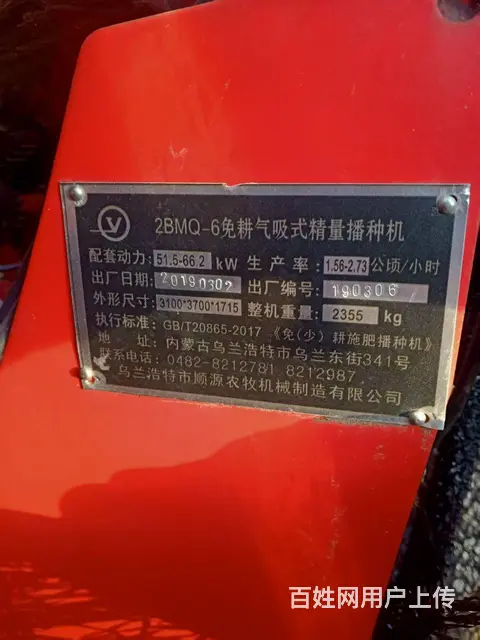 V
2BMQ-6免耕气吸式精量播种机
配套动力: 51.5-66.2 kW 生产率: 1.56-2.73 公顷/小时
出厂日期: 20190302 出厂编号: 190306
外形尺寸: 3100*3700*1715 整机重量: 2355 kg
执行标准: GB/T20865-2017《免(少)耕施肥播种机》
地址: 内蒙古乌兰浩特市乌兰东街341号
联系电话: 0482-8212781 8212987
乌兰浩特市顺源农牧机械制造有限公司
百姓网用户上传